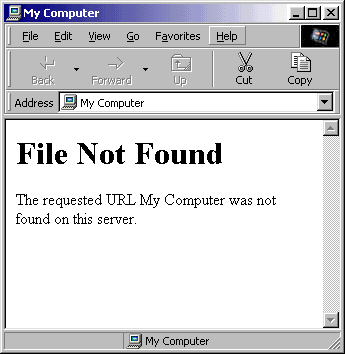 My Computer
File Edit View Go Favorites Help
Back Forward Up Cut Copy
Address My Computer
File Not Found
The requested URL My Computer was not
found on this server.
My Computer